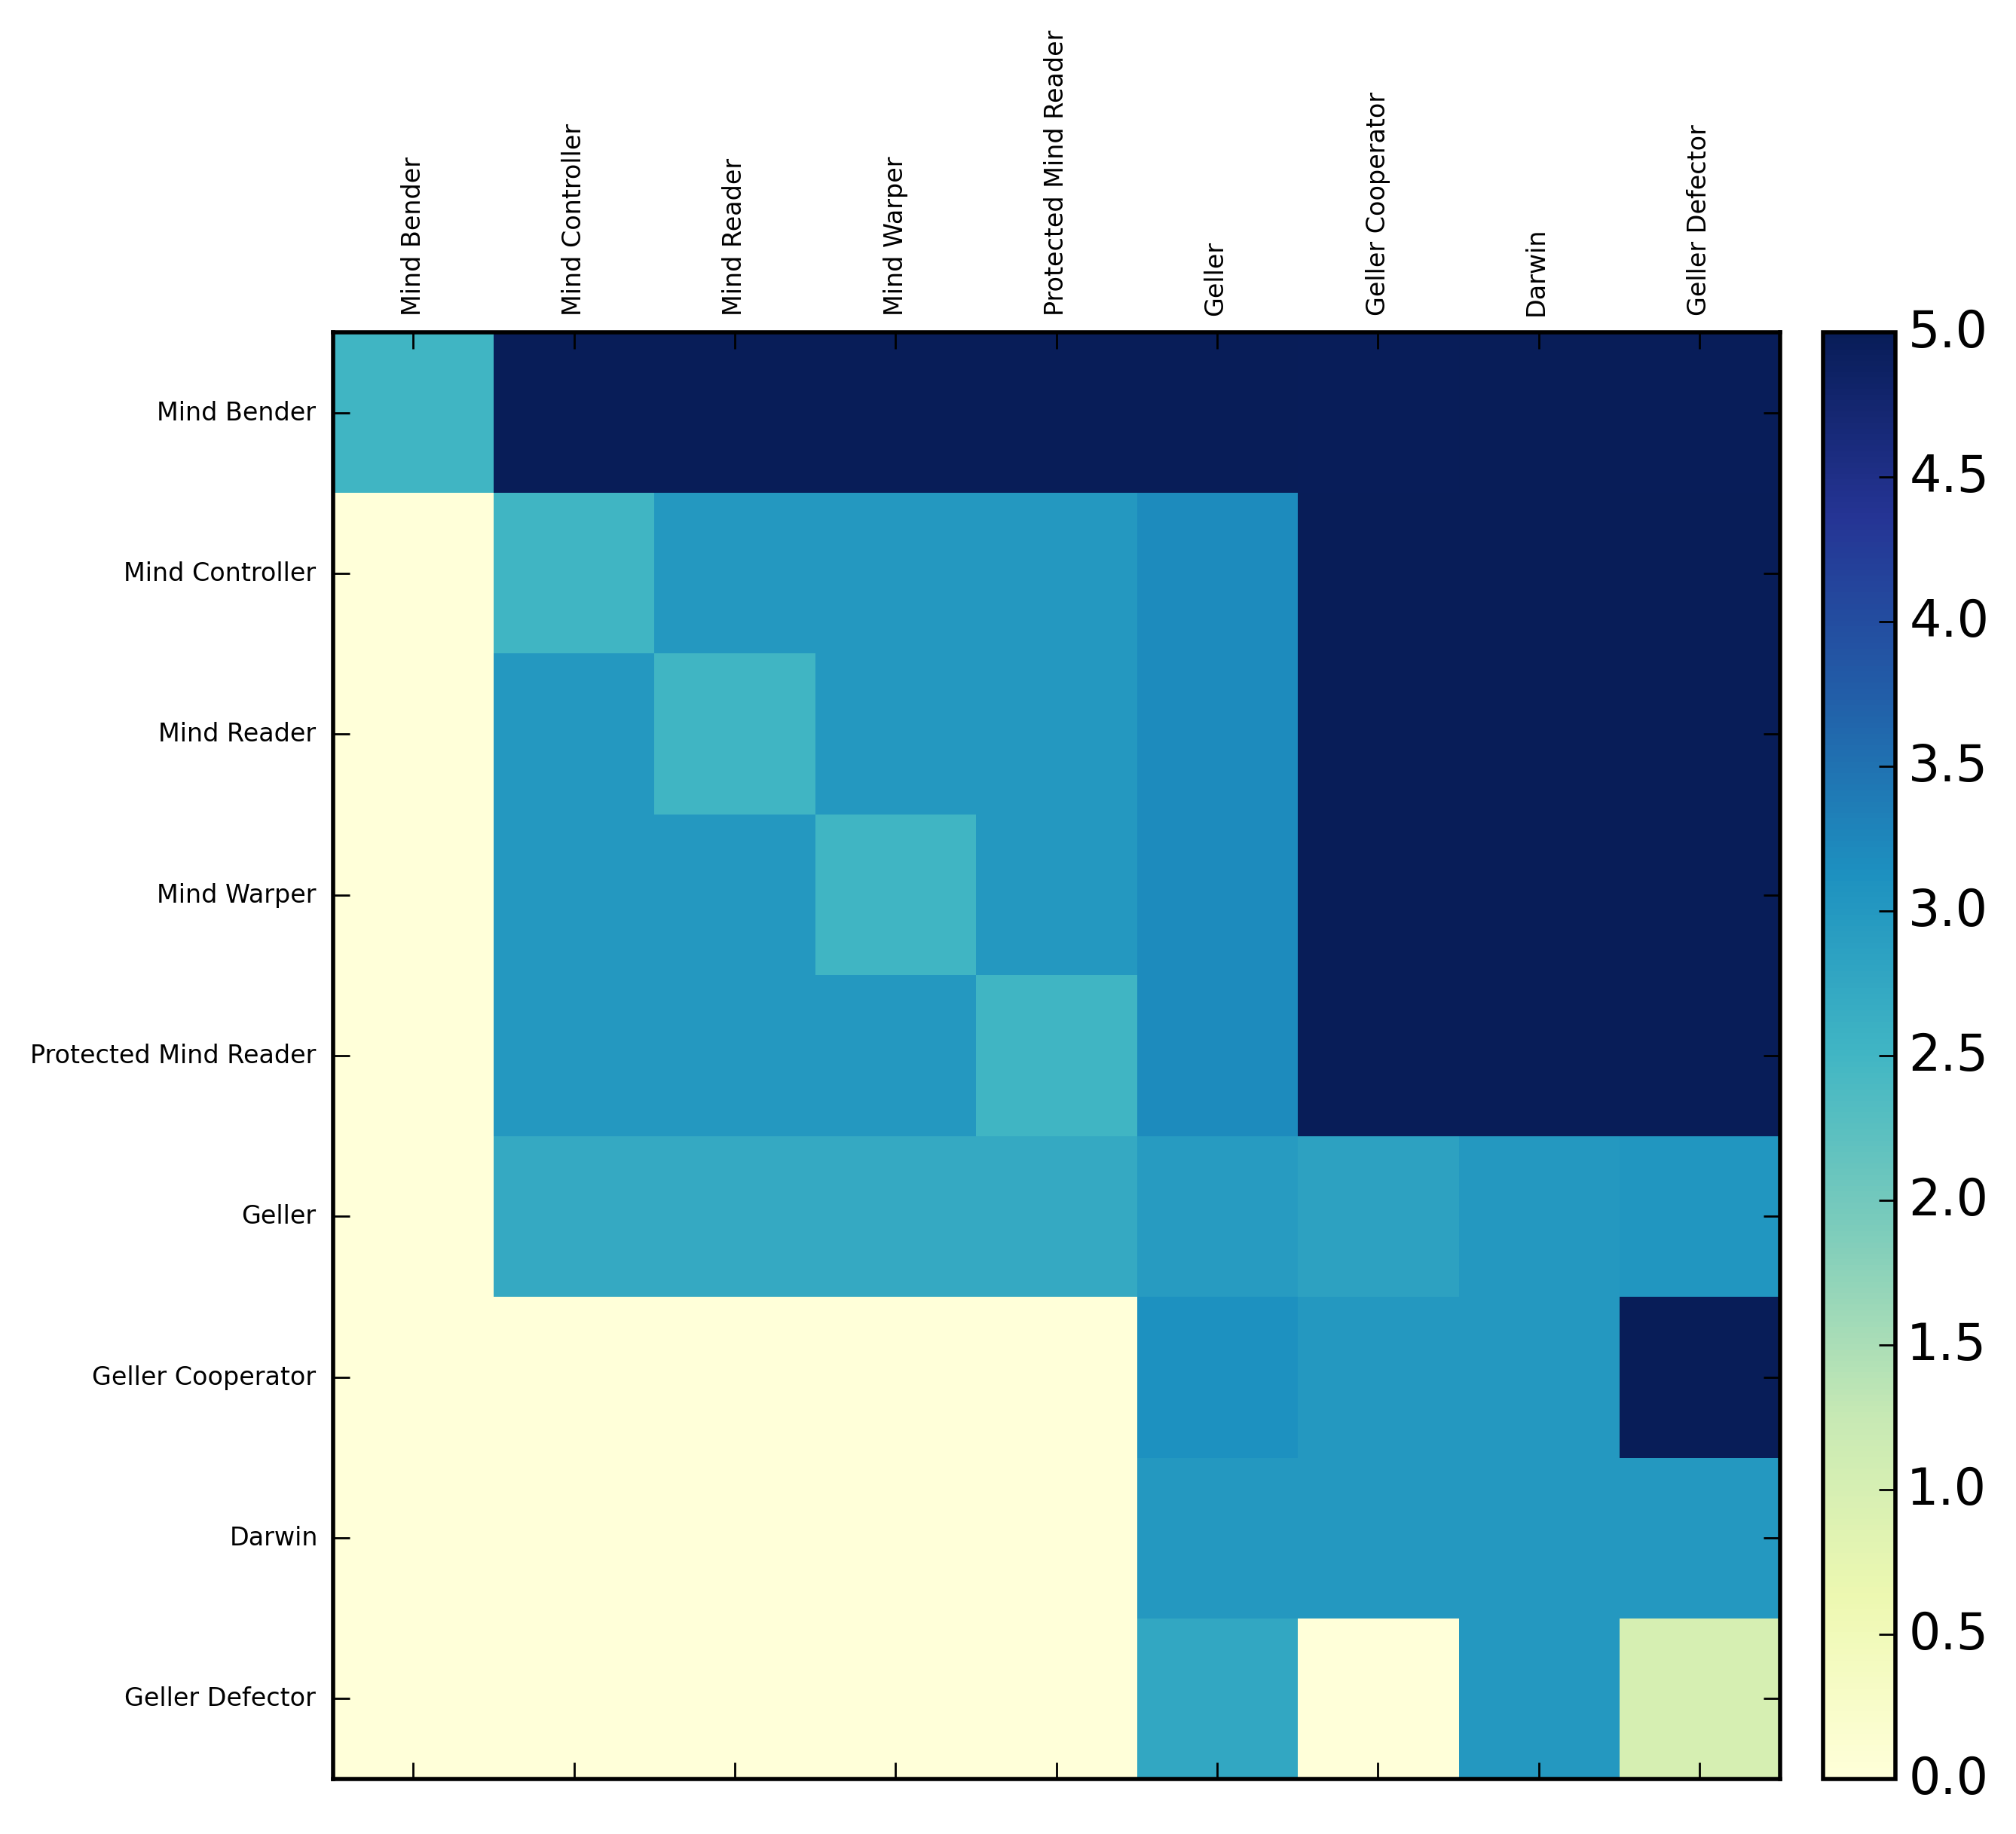 Mind Bender
Mind Controller
Mind Reader
Mind Warper
Protected Mind Reader
Geller
Geller Cooperator
Darwin
Geller Defector
Mind Bender
Mind Controller
Mind Reader
Mind Warper
Protected Mind Reader
Geller
Geller Cooperator
Darwin
Geller Defector
5.0
4.5
4.0
3.5
3.0
2.5
2.0
1.5
1.0
0.5
0.0